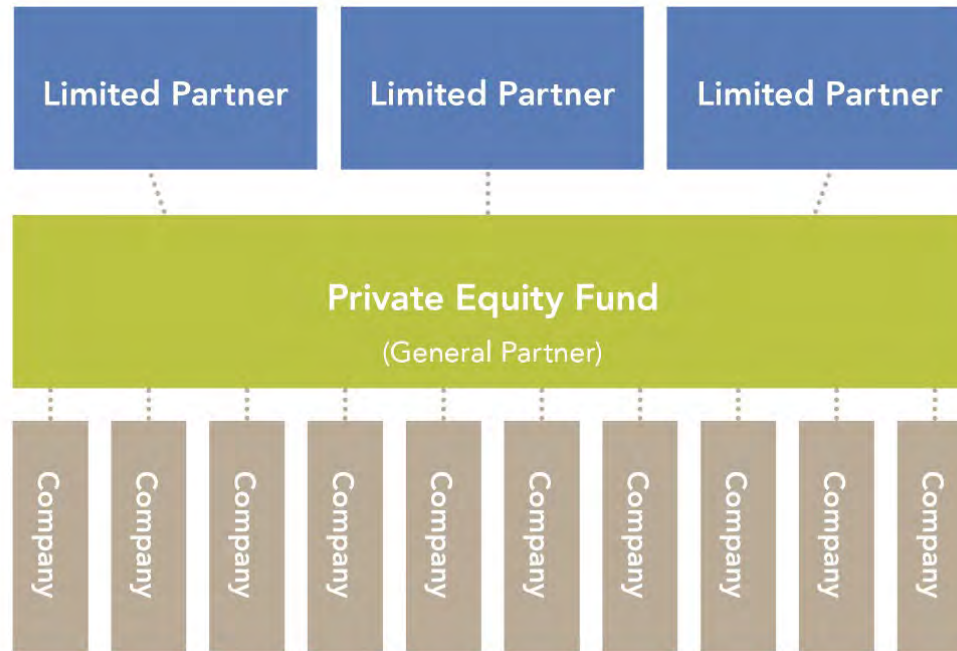 Limited Partner
Limited Partner
Limited Partner
Private Equity Fund
(General Partner)
Company
Company
Company
Company
Company
Company
Company
Company
Company
Company